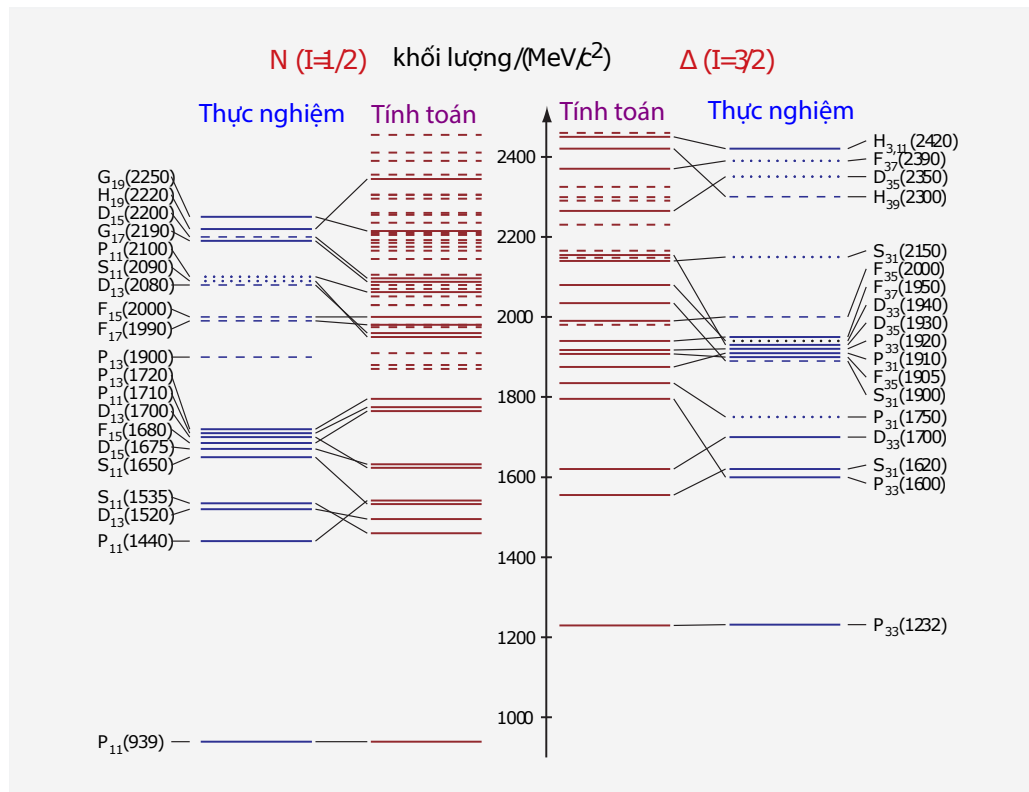 N (I=1/2) khối lượng/(MeV/c²) Δ (I=3/2)
Thực nghiệm Tính toán Tính toán Thực nghiệm
G₁₉(2250)
H₁₉(2220)
D₁₅(2200)
G₁₇(2190)
P₁₁(2100)
S₁₁(2090)
D₁₃(2080)
F₁₅(2000)
F₁₇(1990)
P₁₃(1900)
P₁₃(1720)
P₁₁(1710)
D₁₃(1700)
F₁₅(1680)
D₁₅(1675)
S₁₁(1650)
S₁₁(1535)
D₁₃(1520)
P₁₁(1440)
P₁₁(939)
2400
2200
2000
1800
1600
1400
1200
1000
H₃,₁₁(2420)
F₃₇(2390)
D₃₅(2350)
H₃₉(2300)
S₃₁(2150)
F₃₅(2000)
F₃₇(1950)
D₃₃(1940)
D₃₅(1930)
P₃₃(1920)
P₃₁(1910)
F₃₅(1905)
S₃₁(1900)
P₃₁(1750)
D₃₃(1700)
S₃₁(1620)
P₃₃(1600)
P₃₃(1232)